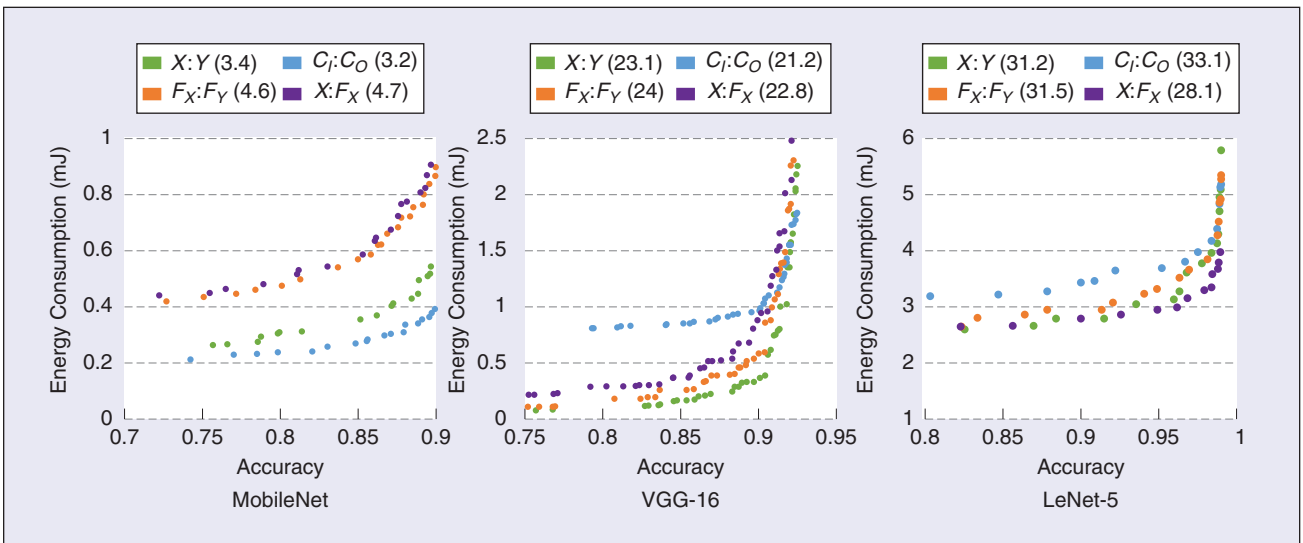 X:Y (3.4) C_I:C_O (3.2)
F_X:F_Y (4.6) X:F_X (4.7)
Energy Consumption (mJ)
1
0.8
0.6
0.4
0.2
0
0.7 0.75 0.8 0.85 0.9
Accuracy
MobileNet
X:Y (23.1) C_I:C_O (21.2)
F_X:F_Y (24) X:F_X (22.8)
Energy Consumption (mJ)
2.5
2
1.5
1
0.5
0
0.75 0.8 0.85 0.9 0.95
Accuracy
VGG-16
X:Y (31.2) C_I:C_O (33.1)
F_X:F_Y (31.5) X:F_X (28.1)
Energy Consumption (mJ)
6
5
4
3
2
1
0.8 0.85 0.9 0.95 1
Accuracy
LeNet-5